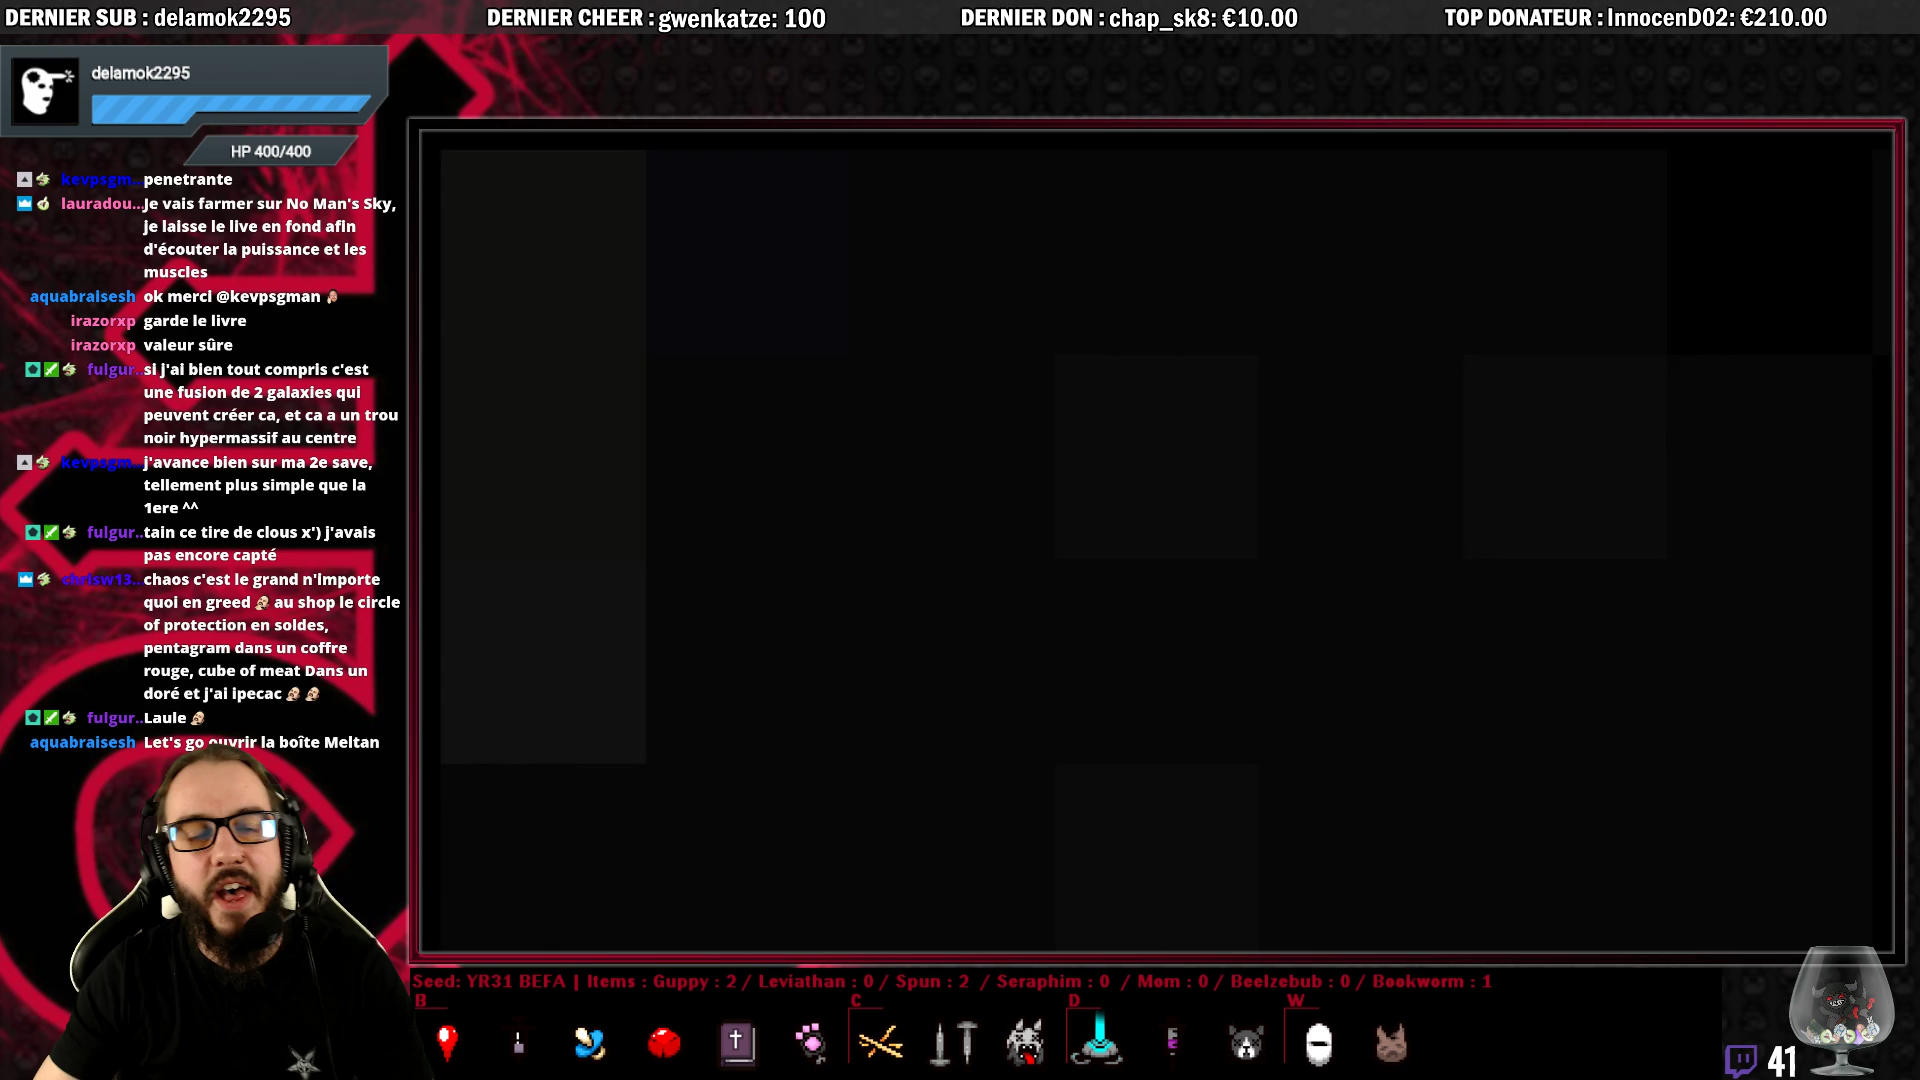 DERNIER SUB : delamok2295
DERNIER CHEER : gwenkatze: 100
DERNIER DON : chap_sk8: €10.00
TOP DONATEUR : InnocenD02: €210.00
delamok2295
HP 400/400
kevpsgm... penetrante
lauradou... Je vais farmer sur No Man's Sky,
je laisse le live en fond afin
d'écouter la puissance et les
muscles
aquabraisesh ok merci @kevpsgman
irazorxp garde le livre
irazorxp valeur sûre
fulgur.. si j'ai bien tout compris c'est
une fusion de 2 galaxies qui
peuvent créer ca, et ca a un trou
noir hypermassif au centre
kevpsgm... j'avance bien sur ma 2e save,
tellement plus simple que la
1ere ^^
fulgur.. tain ce tire de clous x') j'avais
pas encore capté
chrisw13... chaos c'est le grand n'importe
quoi en greed au shop le circle
of protection en soldes,
pentagram dans un coffre
rouge, cube of meat Dans un
doré et j'ai ipecac
fulgur.. Laule
aquabraisesh Let's go ouvrir la boîte Meltan
Seed: YR31 BEFA | Items : Guppy : 2 / Leviathan : 0 / Spun : 2 / Seraphim : 0 / Mom : 0 / Beelzebub : 0 / Bookworm : 1
B C D W
41